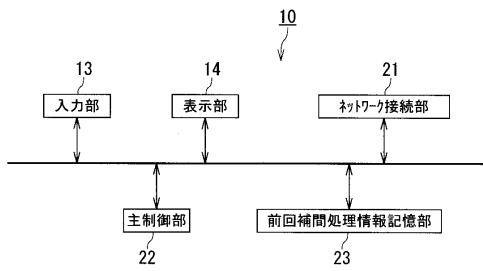 10
13
14
21
入力部
表示部
ネットワーク接続部
主制御部
前回補間処理情報記憶部
22
23